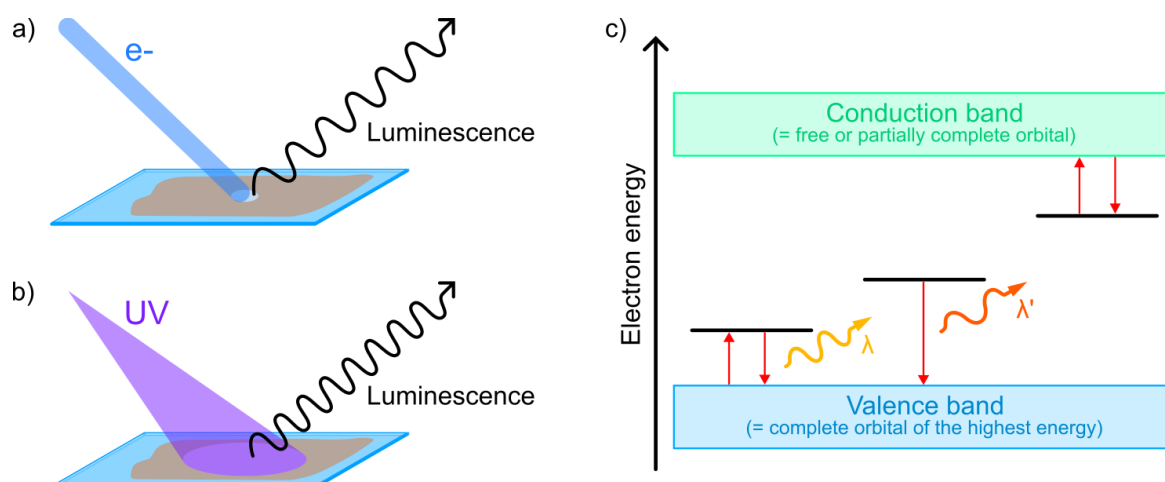 a)
e-
Luminescence
b)
UV
Luminescence
c)
Electron energy
Conduction band
(= free or partially complete orbital)
λ
λ'
Valence band
(= complete orbital of the highest energy)